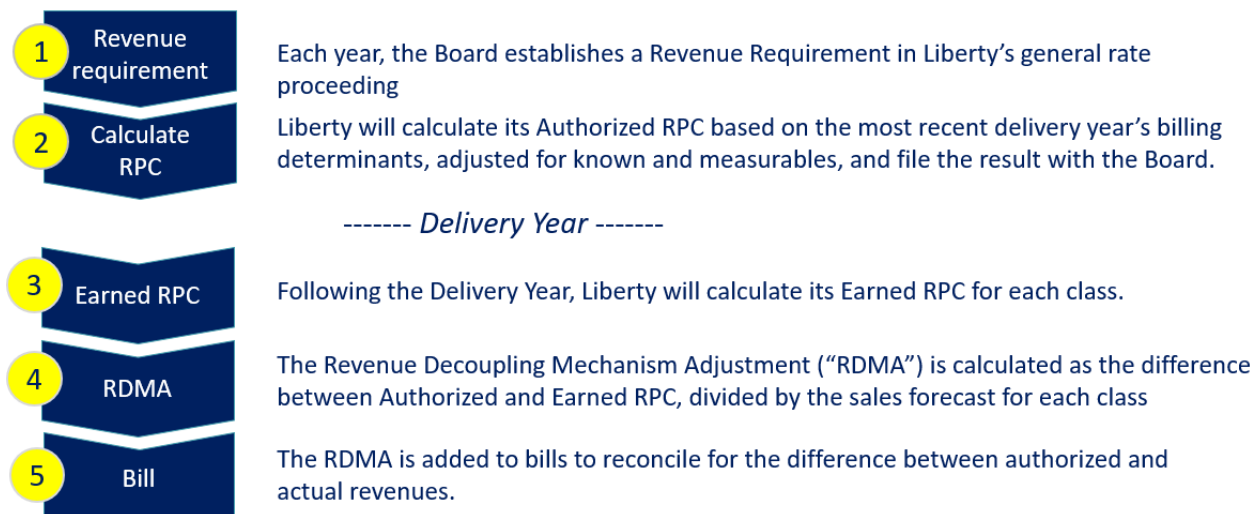 1
Revenue
requirement
Each year, the Board establishes a Revenue Requirement in Liberty’s general rate
proceeding
2
Calculate
RPC
Liberty will calculate its Authorized RPC based on the most recent delivery year’s billing
determinants, adjusted for known and measurables, and file the result with the Board.
------- Delivery Year -------
3
Earned RPC
Following the Delivery Year, Liberty will calculate its Earned RPC for each class.
4
RDMA
The Revenue Decoupling Mechanism Adjustment (“RDMA”) is calculated as the difference
between Authorized and Earned RPC, divided by the sales forecast for each class
5
Bill
The RDMA is added to bills to reconcile for the difference between authorized and
actual revenues.